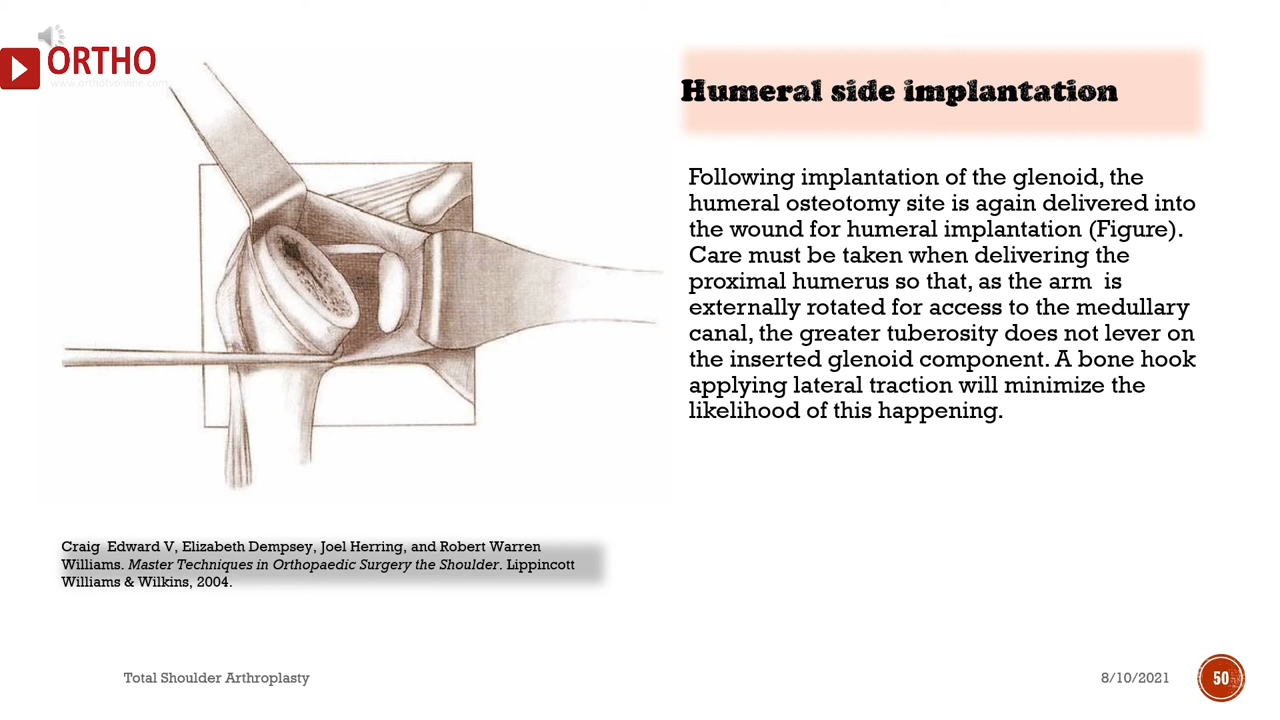 ORTHO
www.orthotvonline.com
Humeral side implantation
Following implantation of the glenoid, the
humeral osteotomy site is again delivered into
the wound for humeral implantation (Figure).
Care must be taken when delivering the
proximal humerus so that, as the arm is
externally rotated for access to the medullary
canal, the greater tuberosity does not lever on
the inserted glenoid component. A bone hook
applying lateral traction will minimize the
likelihood of this happening.
Craig Edward V, Elizabeth Dempsey, Joel Herring, and Robert Warren
Williams. Master Techniques in Orthopaedic Surgery the Shoulder. Lippincott
Williams & Wilkins, 2004.
Total Shoulder Arthroplasty
8/10/2021
50